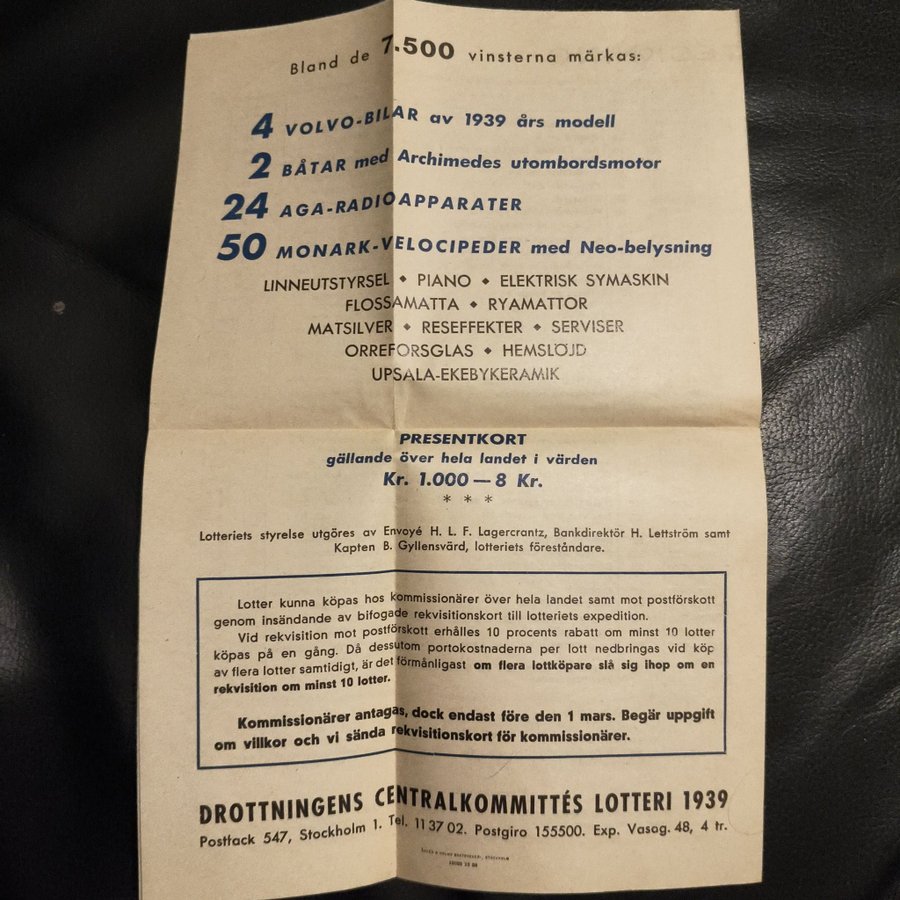 Bland de 7.500 vinsterna märkas:
4 VOLVO-BILAR av 1939 års modell
2 BÅTAR med Archimedes utombordsmotor
24 AGA-RADIOAPPARATER
50 MONARK-VELOCIPEDER med Neo-belysning
LINNEUTSTYRSEL ◆ PIANO ◆ ELEKTRISK SYMASKIN
FLOSSAMATTA ◆ RYAMATTOR
MATSILVER ◆ RESEFFEKTER ◆ SERVISER
ORREFORSGLAS ◆ HEMSLÖJD
UPSALA-EKEBYKERAMIK
PRESENTKORT
gällande över hela landet i värden
Kr. 1.000 — 8 Kr.
* * *
Lotteriets styrelse utgöres av Envoyé H. L. F. Lagercrantz, Bankdirektör H. Lettström samt
Kapten B. Gyllensvärd, lotteriets föreståndare.
Lotter kunna köpas hos kommissionärer över hela landet samt mot postförskott
genom insändande av bifogade rekvisitionskort till lotteriets expedition.
Vid rekvisition mot postförskott erhålles 10 procents rabatt om minst 10 lotter
köpas på en gång. Då dessutom portokostnaderna per lott nedbringas vid köp
av flera lotter samtidigt, är det förmånligast om flera lottköpare slå sig ihop om en
rekvisition om minst 10 lotter.
Kommissionärer antagas, dock endast före den 1 mars. Begär uppgift
om villkor och vi sända rekvisitionskort för kommissionärer.
DROTTNINGENS CENTRALKOMMITTÉS LOTTERI 1939
Postfack 547, Stockholm 1. Tel. 11 37 02. Postgiro 155500. Exp. Vasag. 48, 4 tr.